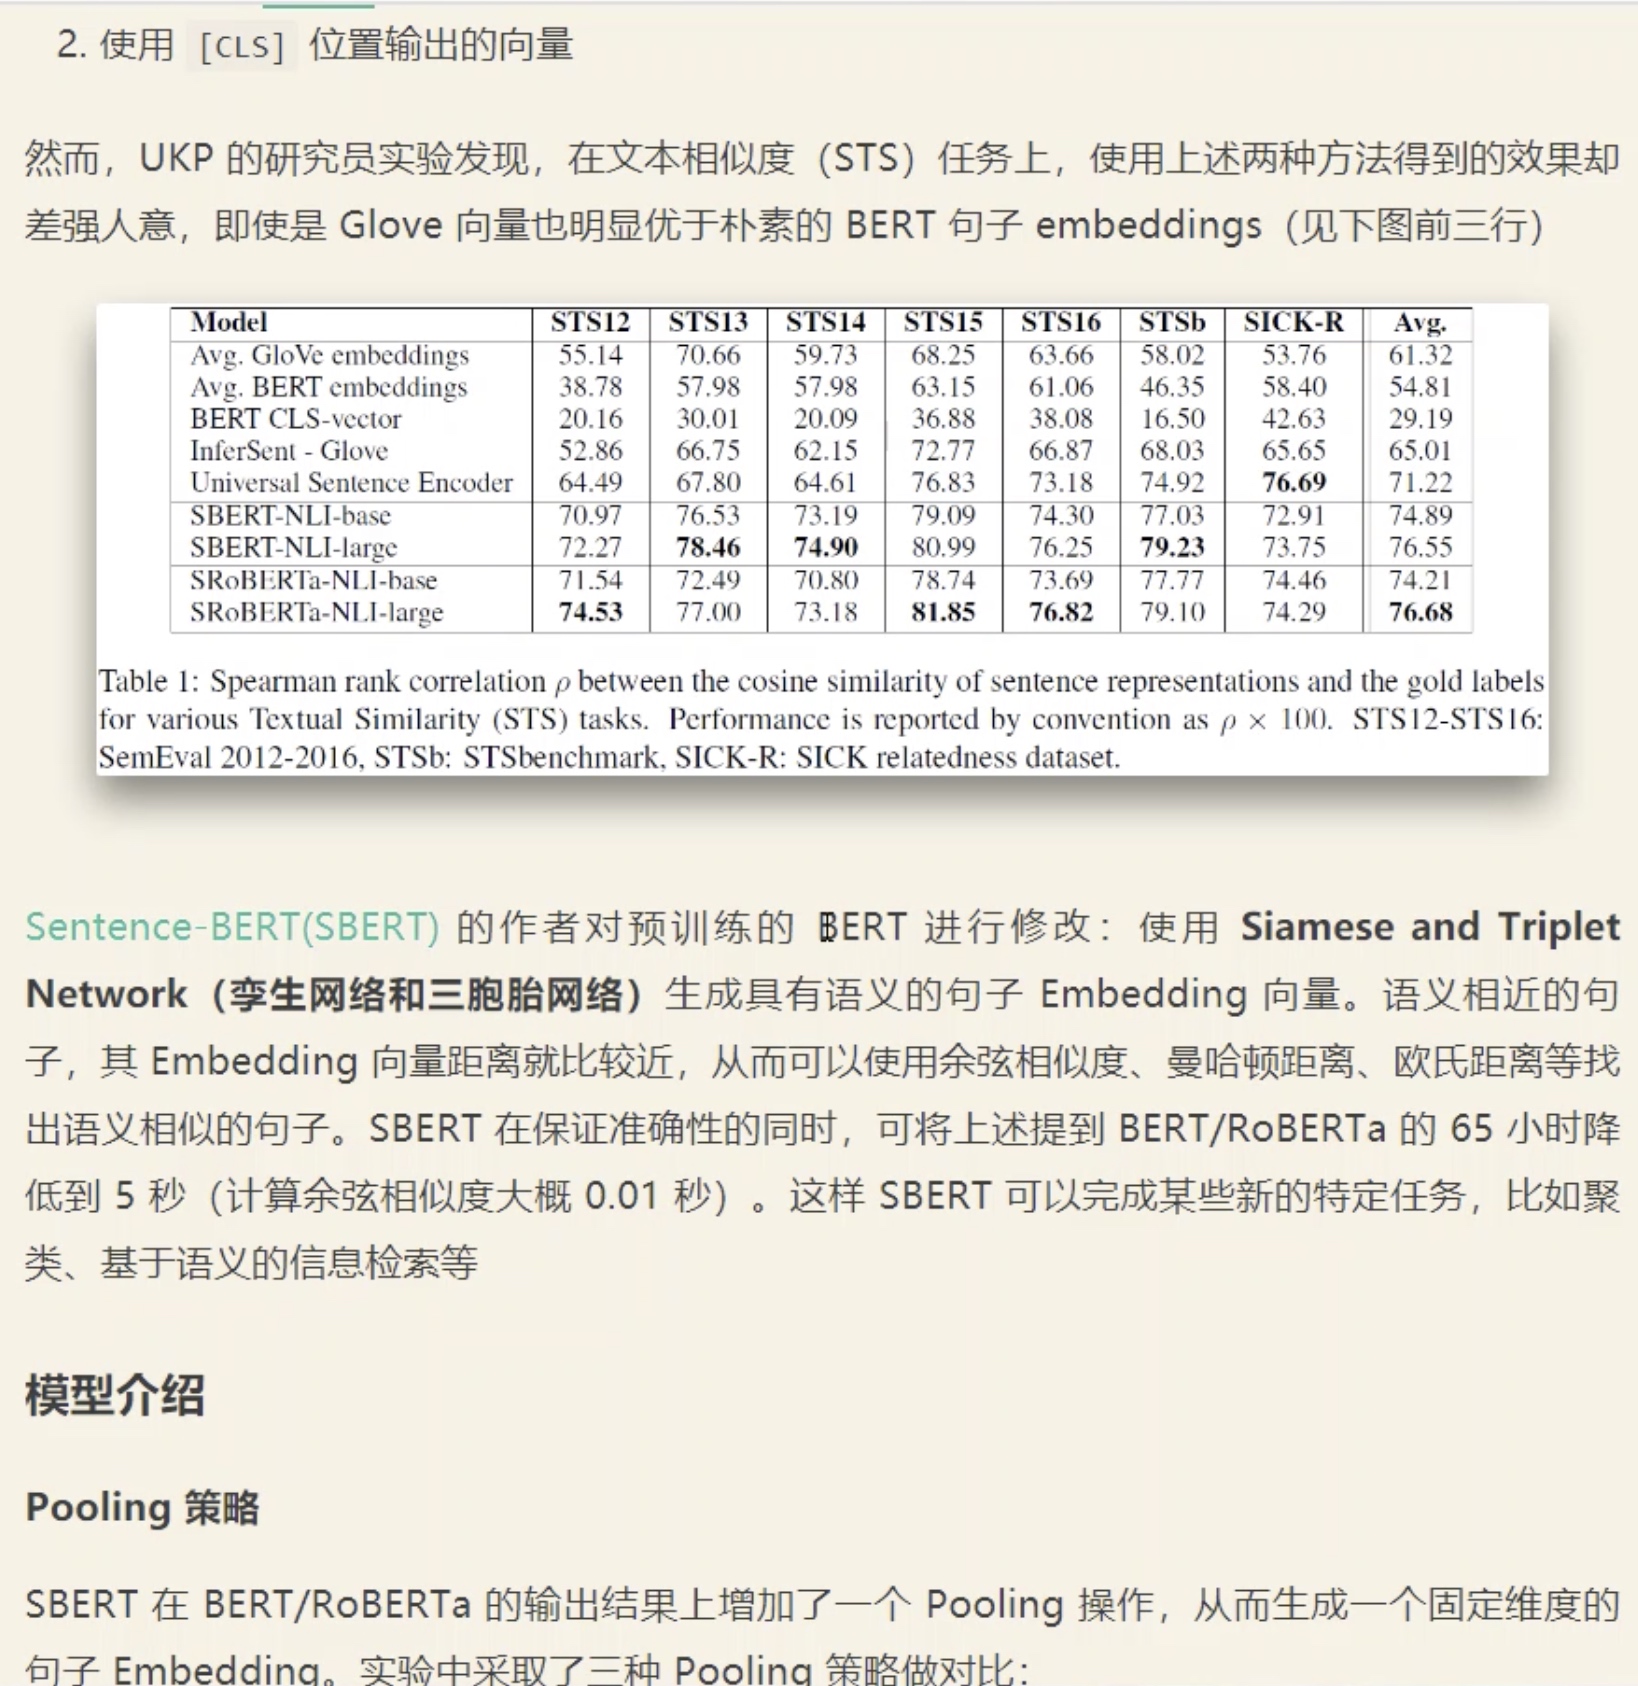 2. 使用 [CLS] 位置输出的向量
然而，UKP 的研究员实验发现，在文本相似度（STS）任务上，使用上述两种方法得到的效果却
差强人意，即使是 Glove 向量也明显优于朴素的 BERT 句子 embeddings（见下图前三行）
Model STS12 STS13 STS14 STS15 STS16 STSb SICK-R Avg.
Avg. GloVe embeddings 55.14 70.66 59.73 68.25 63.66 58.02 53.76 61.32
Avg. BERT embeddings 38.78 57.98 57.98 63.15 61.06 46.35 58.40 54.81
BERT CLS-vector 20.16 30.01 20.09 36.88 38.08 16.50 42.63 29.19
InferSent - Glove 52.86 66.75 62.15 72.77 66.87 68.03 65.65 65.01
Universal Sentence Encoder 64.49 67.80 64.61 76.83 73.18 74.92 76.69 71.22
SBERT-NLI-base 70.97 76.53 73.19 79.09 74.30 77.03 72.91 74.89
SBERT-NLI-large 72.27 78.46 74.90 80.99 76.25 79.23 73.75 76.55
SRoBERTa-NLI-base 71.54 72.49 70.80 78.74 73.69 77.77 74.46 74.21
SRoBERTa-NLI-large 74.53 77.00 73.18 81.85 76.82 79.10 74.29 76.68
Table 1: Spearman rank correlation ρ between the cosine similarity of sentence representations and the gold labels
for various Textual Similarity (STS) tasks. Performance is reported by convention as ρ × 100. STS12-STS16:
SemEval 2012-2016, STSb: STSbenchmark, SICK-R: SICK relatedness dataset.
Sentence-BERT(SBERT) 的作者对预训练的 BERT 进行修改：使用 Siamese and Triplet
Network（孪生网络和三胞胎网络）生成具有语义的句子 Embedding 向量。语义相近的句
子，其 Embedding 向量距离就比较近，从而可以使用余弦相似度、曼哈顿距离、欧氏距离等找
出语义相似的句子。SBERT 在保证准确性的同时，可将上述提到 BERT/RoBERTa 的 65 小时降
低到 5 秒（计算余弦相似度大概 0.01 秒）。这样 SBERT 可以完成某些新的特定任务，比如聚
类、基于语义的信息检索等
模型介绍
Pooling 策略
SBERT 在 BERT/RoBERTa 的输出结果上增加了一个 Pooling 操作，从而生成一个固定维度的
句子 Embedding。实验中采取了三种 Pooling 策略做对比：